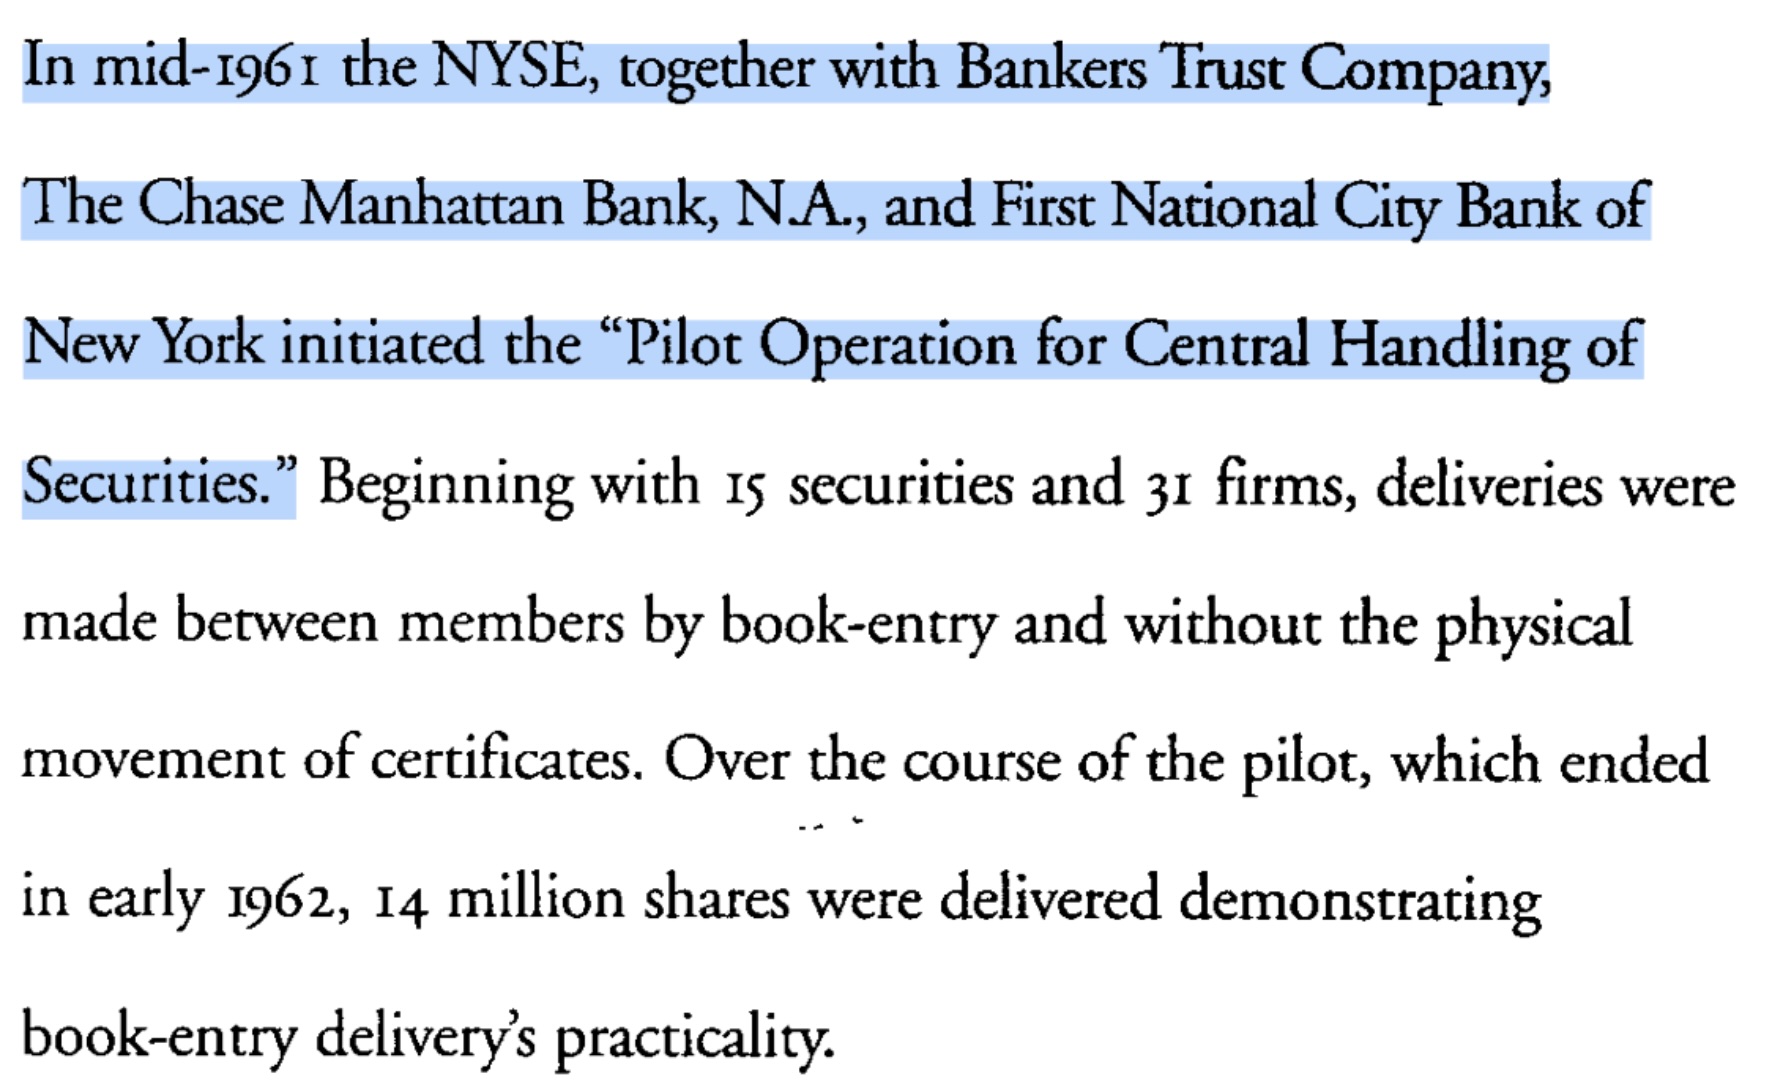 In mid-1961 the NYSE, together with Bankers Trust Company,
The Chase Manhattan Bank, N.A., and First National City Bank of
New York initiated the “Pilot Operation for Central Handling of
Securities.” Beginning with 15 securities and 31 firms, deliveries were
made between members by book-entry and without the physical
movement of certificates. Over the course of the pilot, which ended
in early 1962, 14 million shares were delivered demonstrating
book-entry delivery’s practicality.